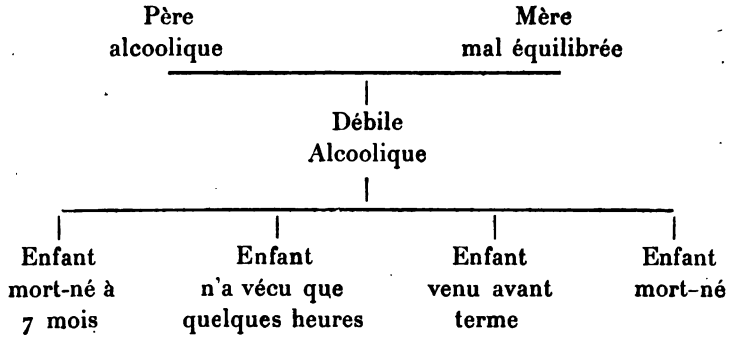 Père
alcoolique
Mère
mal équilibrée
Débile
Alcoolique
Enfant
mort-né à
7 mois
Enfant
n'a vécu que
quelques heures
Enfant
venu avant
terme
Enfant
mort-né